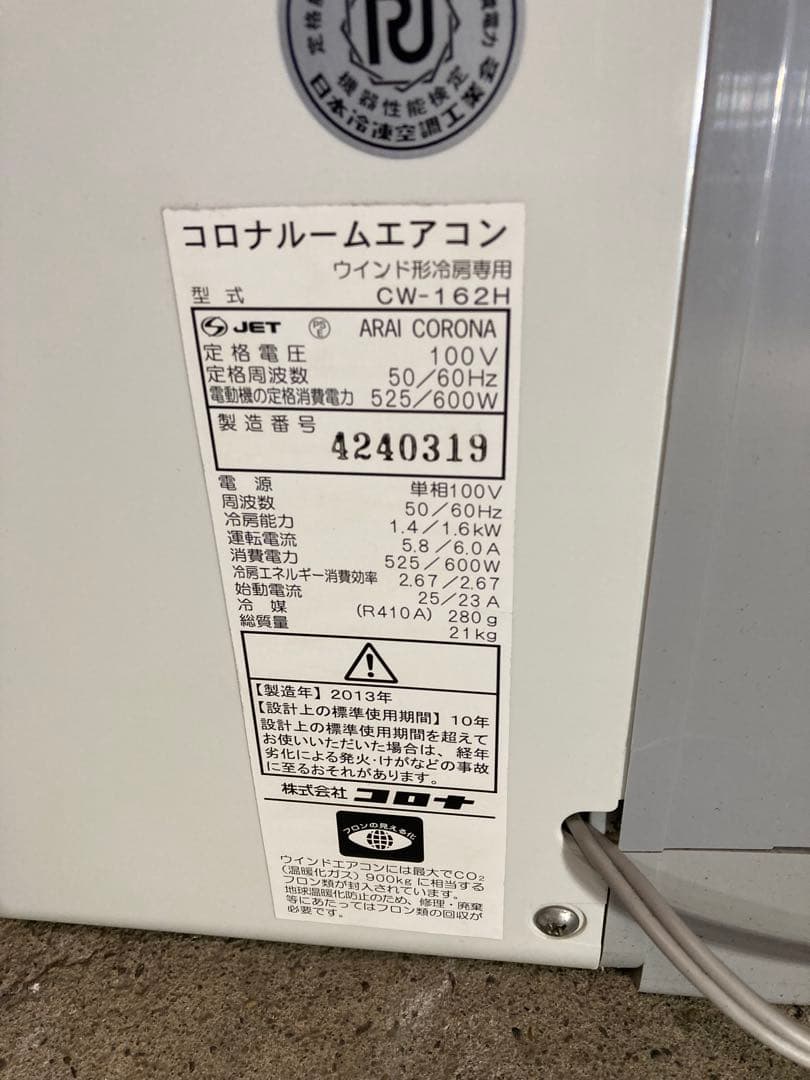 機器性能検定
日本冷凍空調工業
コロナルームエアコン
ウインド形冷房専用
型式 CW-162H
JET PSE ARAI CORONA
定格電圧 100V
定格周波数 50/60Hz
電動機の定格消費電力 525/600W
製造番号 4240319
電源 単相100V
周波数 50/60Hz
冷房能力 1.4/1.6kW
運転電流 5.8/6.0A
消費電力 525/600W
冷房エネルギー消費効率 2.67/2.67
始動電流 25/23A
冷媒 (R410A) 280g
総質量 21kg
【製造年】2013年
【設計上の標準使用期間】10年
設計上の標準使用期間を超えて
お使いいただいた場合は、経年
劣化による発火・けがなどの事故
に至るおそれがあります。
株式会社 コロナ
フロンの見える化
ウインドエアコンには最大でCO₂
(温暖化ガス) 900kgに相当する
フロン類が封入されています。
地球温暖化防止のため、修理・廃棄
等にあたってはフロン類の回収が
必要です。